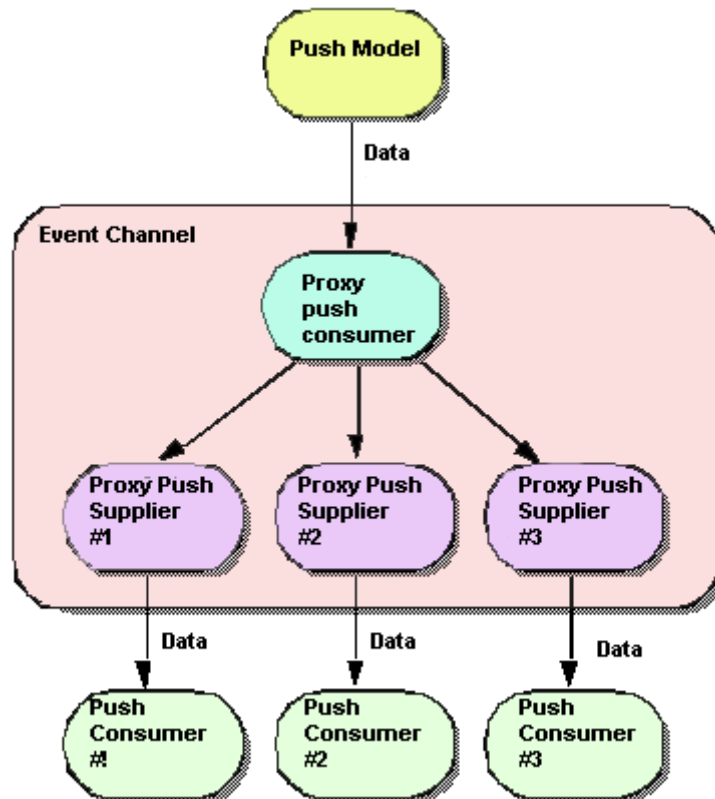 Push Model
Data
Event Channel
Proxy
push
consumer
Proxy Push
Supplier
#1
Proxy Push
Supplier
#2
Proxy Push
Supplier
#3
Data
Data
Data
Push
Consumer
#!
Push
Consumer
#2
Push
Consumer
#3